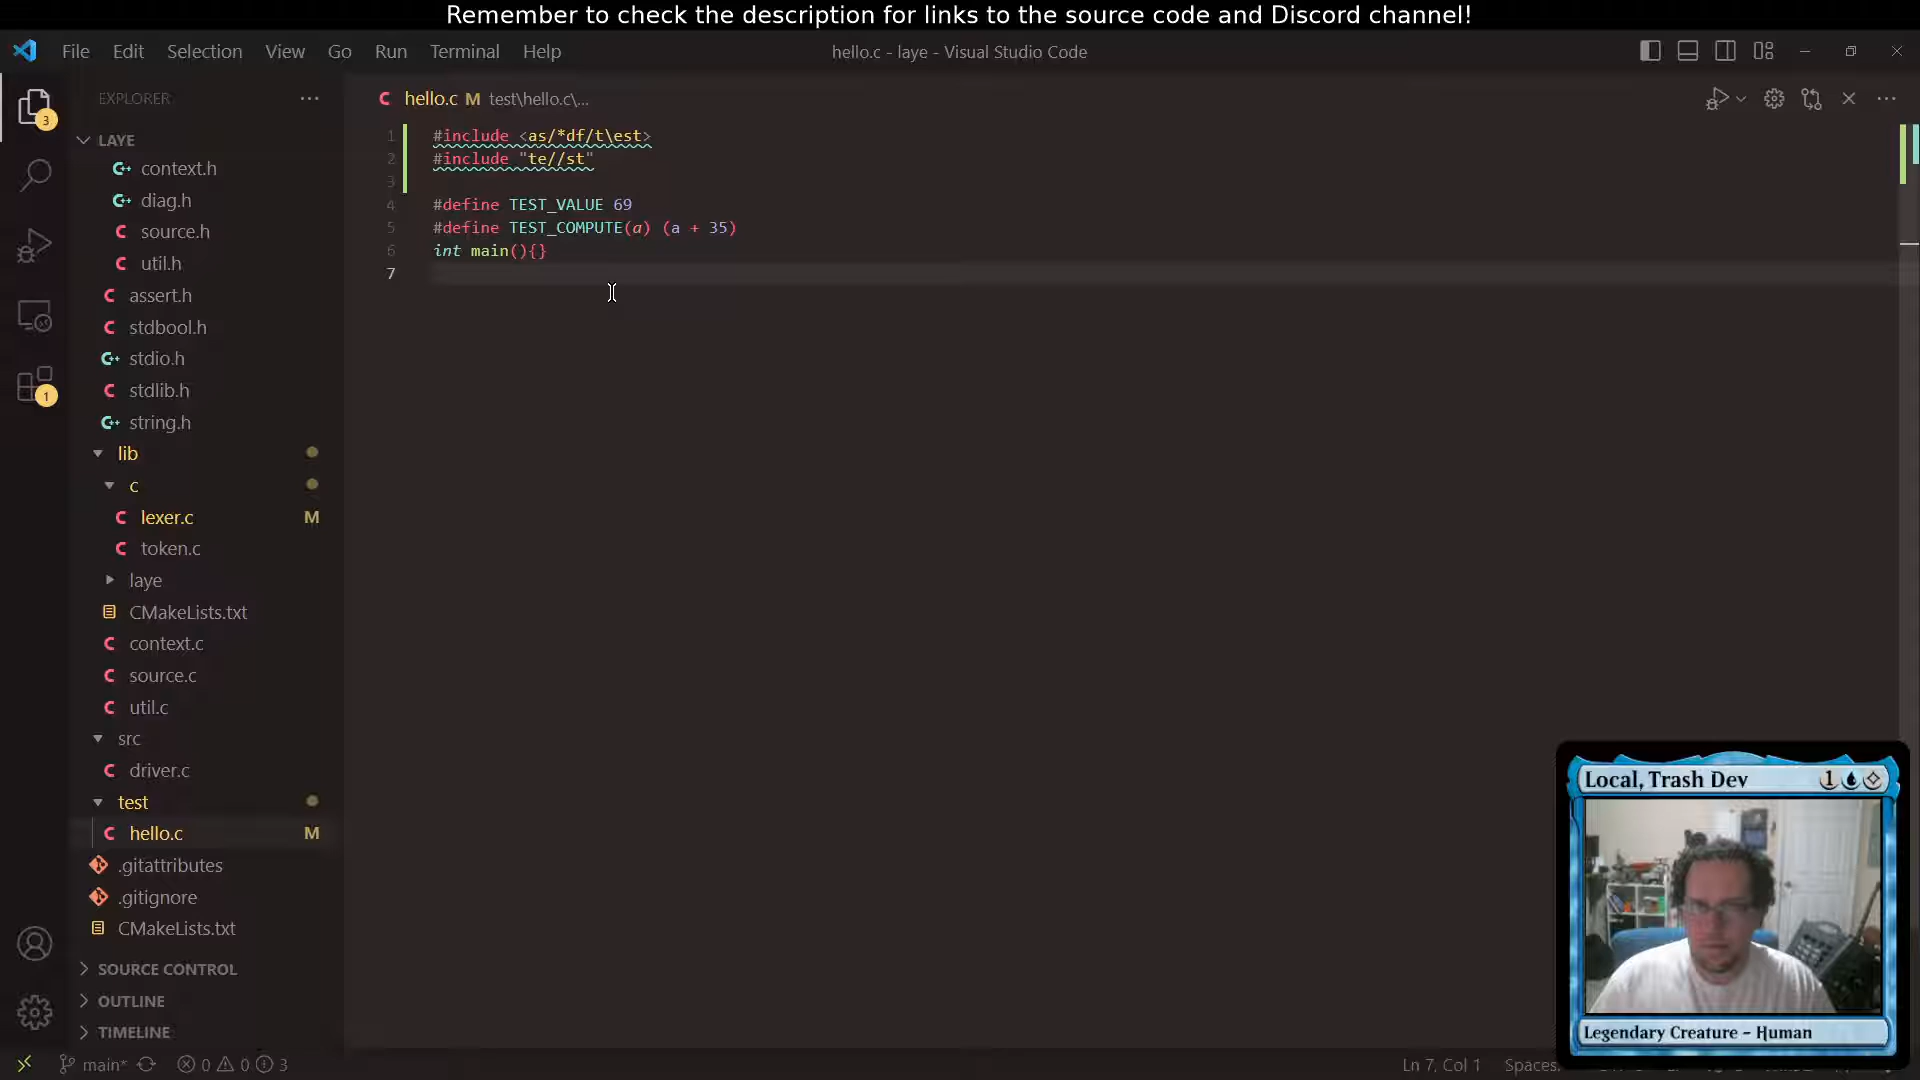 Remember to check the description for links to the source code and Discord channel!
File Edit Selection View Go Run Terminal Help
hello.c - laye - Visual Studio Code
EXPLORER
LAYE
context.h
diag.h
source.h
util.h
assert.h
stdbool.h
stdio.h
stdlib.h
string.h
lib
c
lexer.c M
token.c
laye
CMakeLists.txt
context.c
source.c
util.c
src
driver.c
test
hello.c M
.gitattributes
.gitignore
CMakeLists.txt
SOURCE CONTROL
OUTLINE
TIMELINE
3
1
hello.c M test\hello.c\...
1 #include <as/*df/t\est>
2 #include "te//st"
3
4 #define TEST_VALUE 69
5 #define TEST_COMPUTE(a) (a + 35)
6 int main(){}
7
Local, Trash Dev 1
Legendary Creature – Human
main* 0 0 3
Ln 7, Col 1 Spaces: